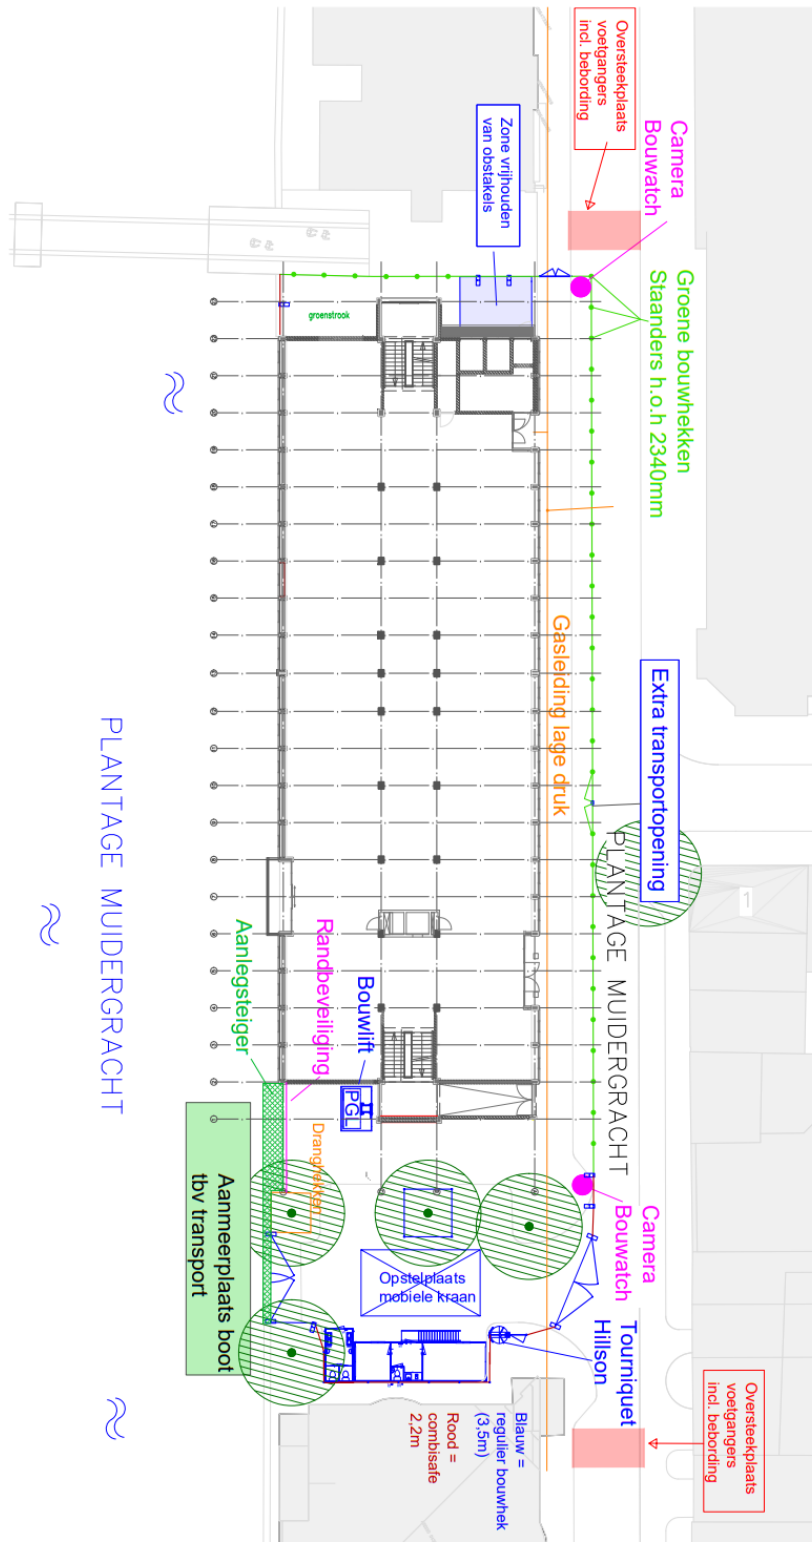 Oversteekplaats
voetgangers
incl. bebording
Camera
Bouwatch
Zone vrijhouden
van obstakels
Groene bouwhekken
Staanders h.o.h 2340mm
groenstrook
Gasleiding lage druk
Extra transportopening
PLANTAGE MUIDERGRACHT
PLANTAGE MUIDERGRACHT
Aanlegsteiger
Randbeveiliging
Bouwlift
PGL
Dranghekken
Aanmeerplaats boot
tbv transport
Opstelplaats
mobiele kraan
Camera
Bouwatch
Tourniquet
Hillson
Blauw =
regulier bouwhek
(3,5m)
Rood =
combisafe
2,2m
Oversteekplaats
voetgangers
incl. bebording